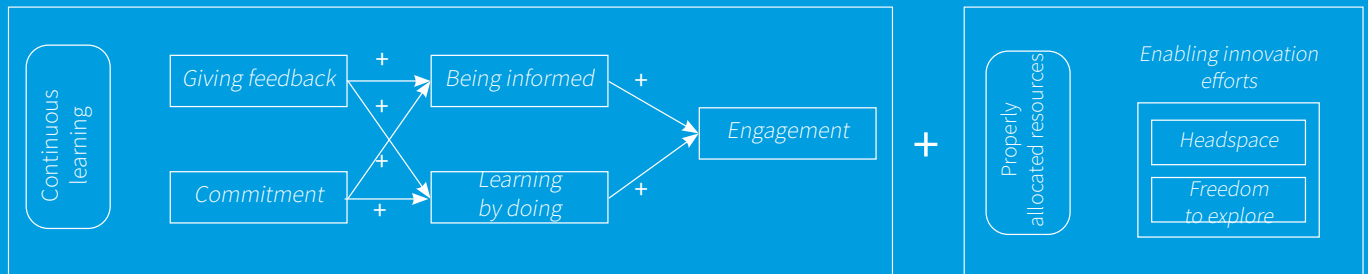 Continuous
learning
Giving feedback
+
Being informed
+
+
Engagement
+
Commitment
+
Learning
by doing
+
+
Properly
allocated resources
Enabling innovation
efforts
Headspace
Freedom
to explore